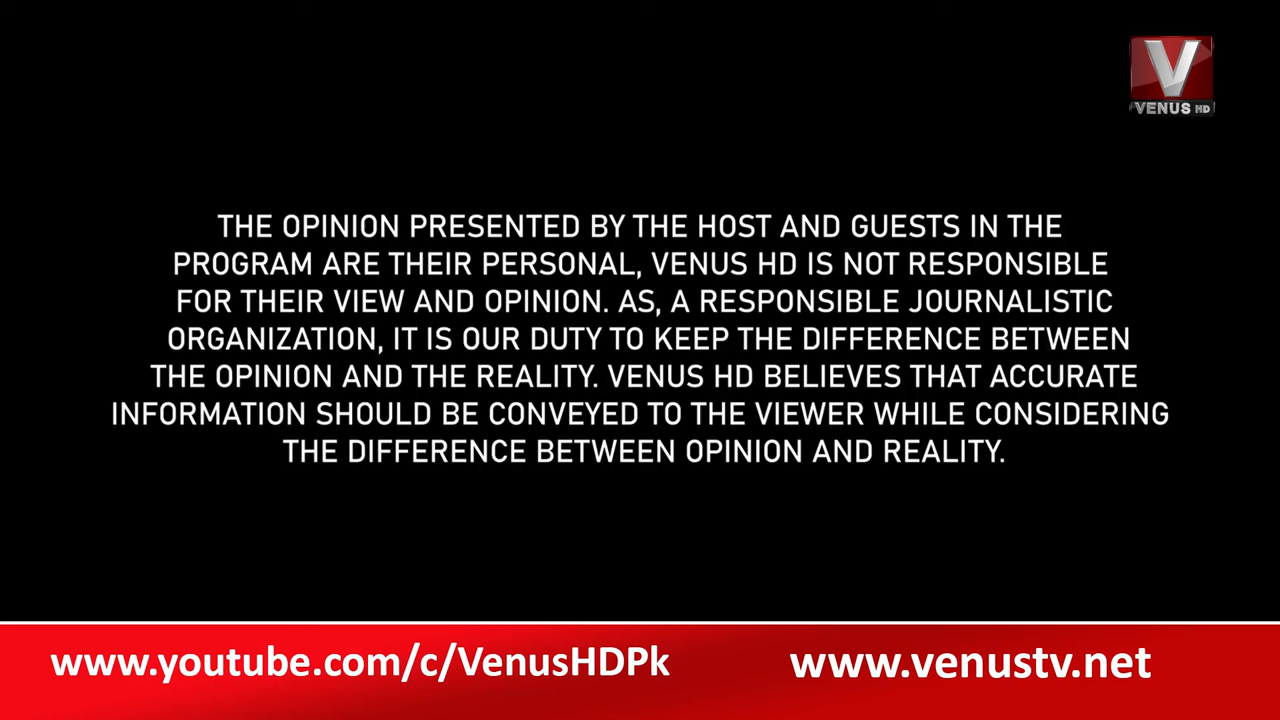 V
VENUS HD
THE OPINION PRESENTED BY THE HOST AND GUESTS IN THE
PROGRAM ARE THEIR PERSONAL, VENUS HD IS NOT RESPONSIBLE
FOR THEIR VIEW AND OPINION. AS, A RESPONSIBLE JOURNALISTIC
ORGANIZATION, IT IS OUR DUTY TO KEEP THE DIFFERENCE BETWEEN
THE OPINION AND THE REALITY. VENUS HD BELIEVES THAT ACCURATE
INFORMATION SHOULD BE CONVEYED TO THE VIEWER WHILE CONSIDERING
THE DIFFERENCE BETWEEN OPINION AND REALITY.
www.youtube.com/c/VenusHDPk www.venustv.net